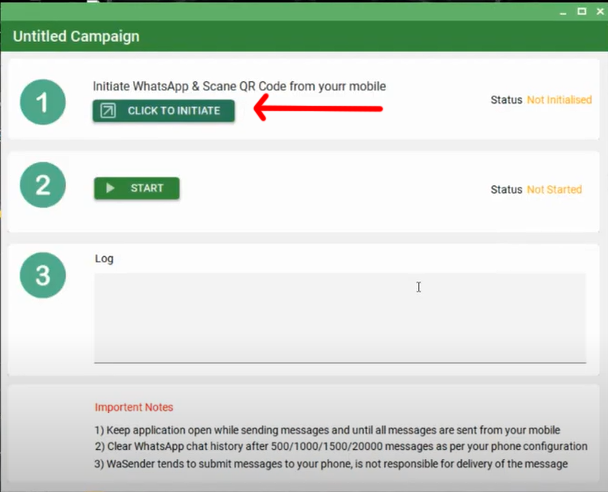 Untitled Campaign
1
Initiate WhatsApp & Scane QR Code from yourr mobile
CLICK TO INITIATE
Status Not Initialised
2
START
Status Not Started
3
Log
Importent Notes
1) Keep application open while sending messages and until all messages are sent from your mobile
2) Clear WhatsApp chat history after 500/1000/1500/20000 messages as per your phone configuration
3) WaSender tends to submit messages to your phone, is not responsible for delivery of the message